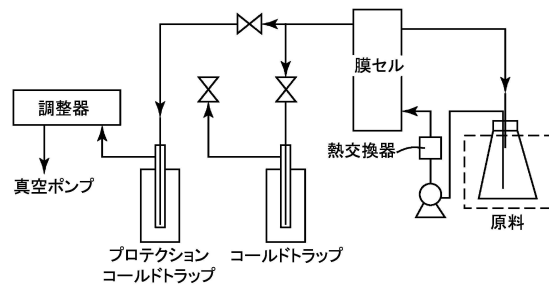 膜セル
調整器
熱交換器
真空ポンプ
原料
プロテクション
コールドトラップ
コールドトラップ